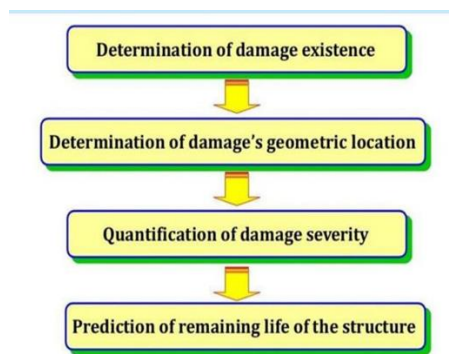 Determination of damage existence
Determination of damage's geometric location
Quantification of damage severity
Prediction of remaining life of the structure